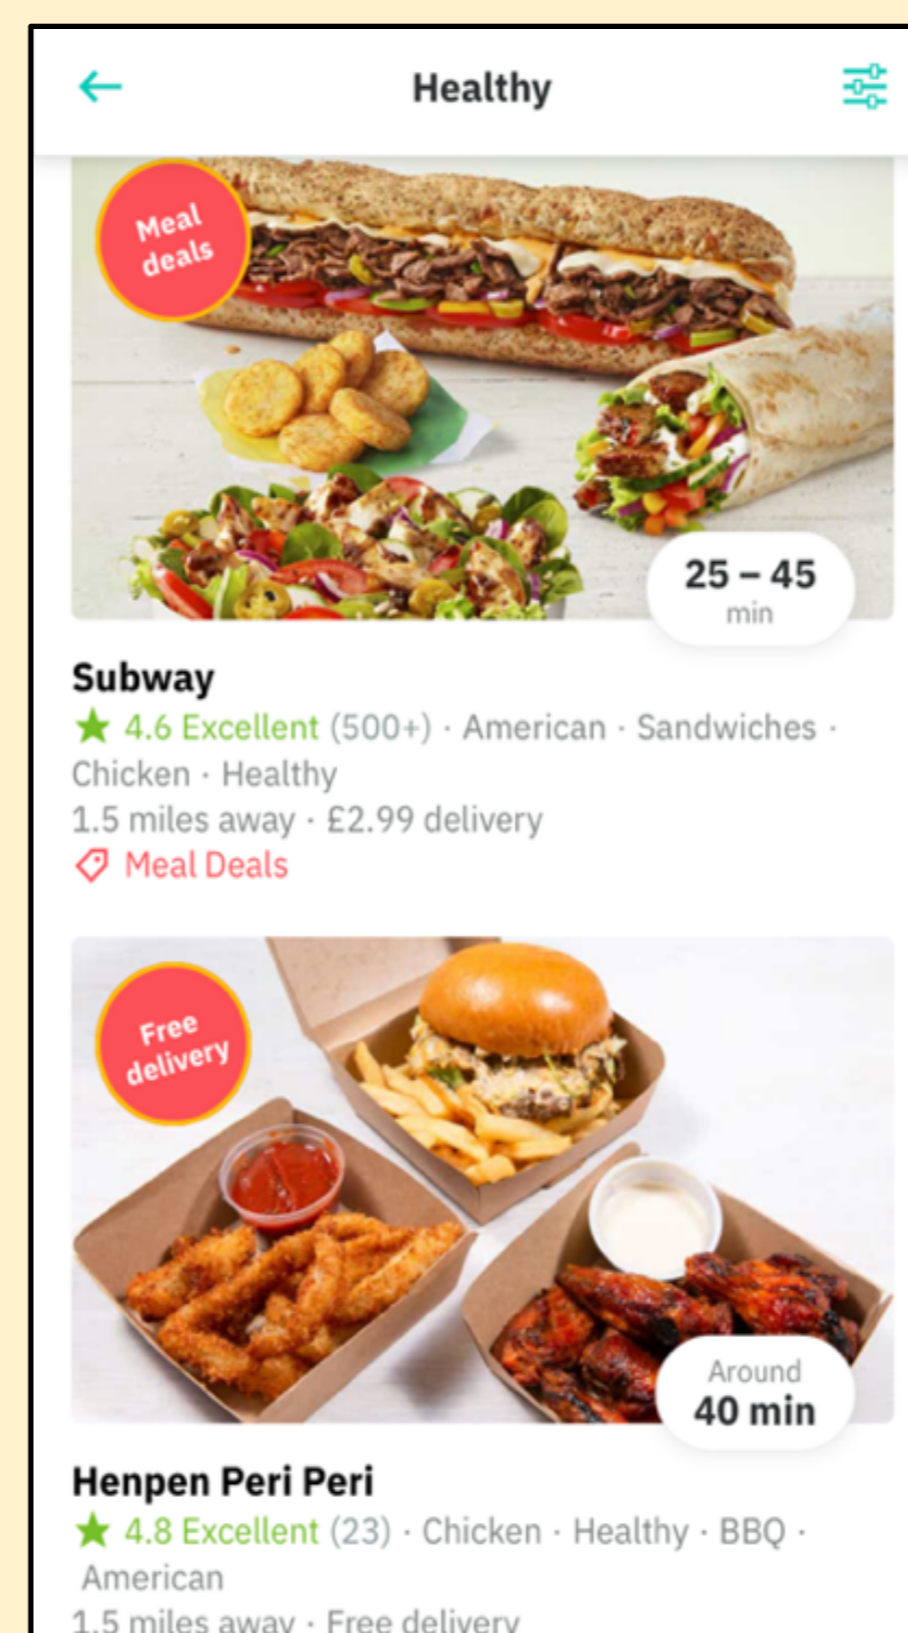 Healthy
Meal
deals
25 – 45
min
Subway
4.6 Excellent (500+) · American · Sandwiches ·
Chicken · Healthy
1.5 miles away · £2.99 delivery
Meal Deals
Free
delivery
Around
40 min
Henpen Peri Peri
4.8 Excellent (23) · Chicken · Healthy · BBQ ·
American
1.5 miles away · Free delivery